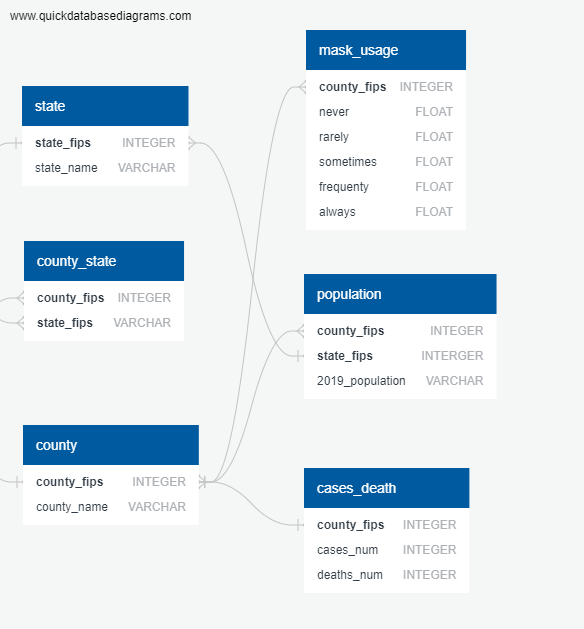 www.quickdatabasediagrams.com
state
state_fips INTEGER
state_name VARCHAR
county_state
county_fips INTEGER
state_fips VARCHAR
county
county_fips INTEGER
county_name VARCHAR
mask_usage
county_fips INTEGER
never FLOAT
rarely FLOAT
sometimes FLOAT
frequenty FLOAT
always FLOAT
population
county_fips INTEGER
state_fips INTERGER
2019_population VARCHAR
cases_death
county_fips INTEGER
cases_num INTEGER
deaths_num INTEGER